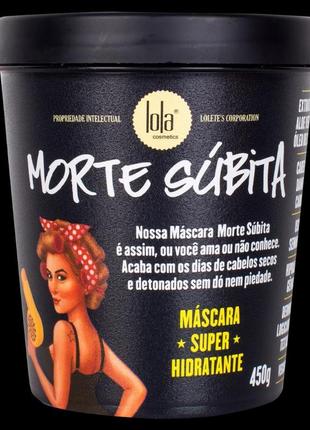 PROPRIEDADE INTELECTUAL
lola®
cosmetics
LOLETE'S CORPORATION
MORTE SÚBITA
Nossa Máscara Morte Súbita
é assim, ou você ama ou não conhece.
Acaba com os dias de cabelos secos
e detonados sem dó nem piedade.
MÁSCARA
SUPER
HIDRATANTE
450g